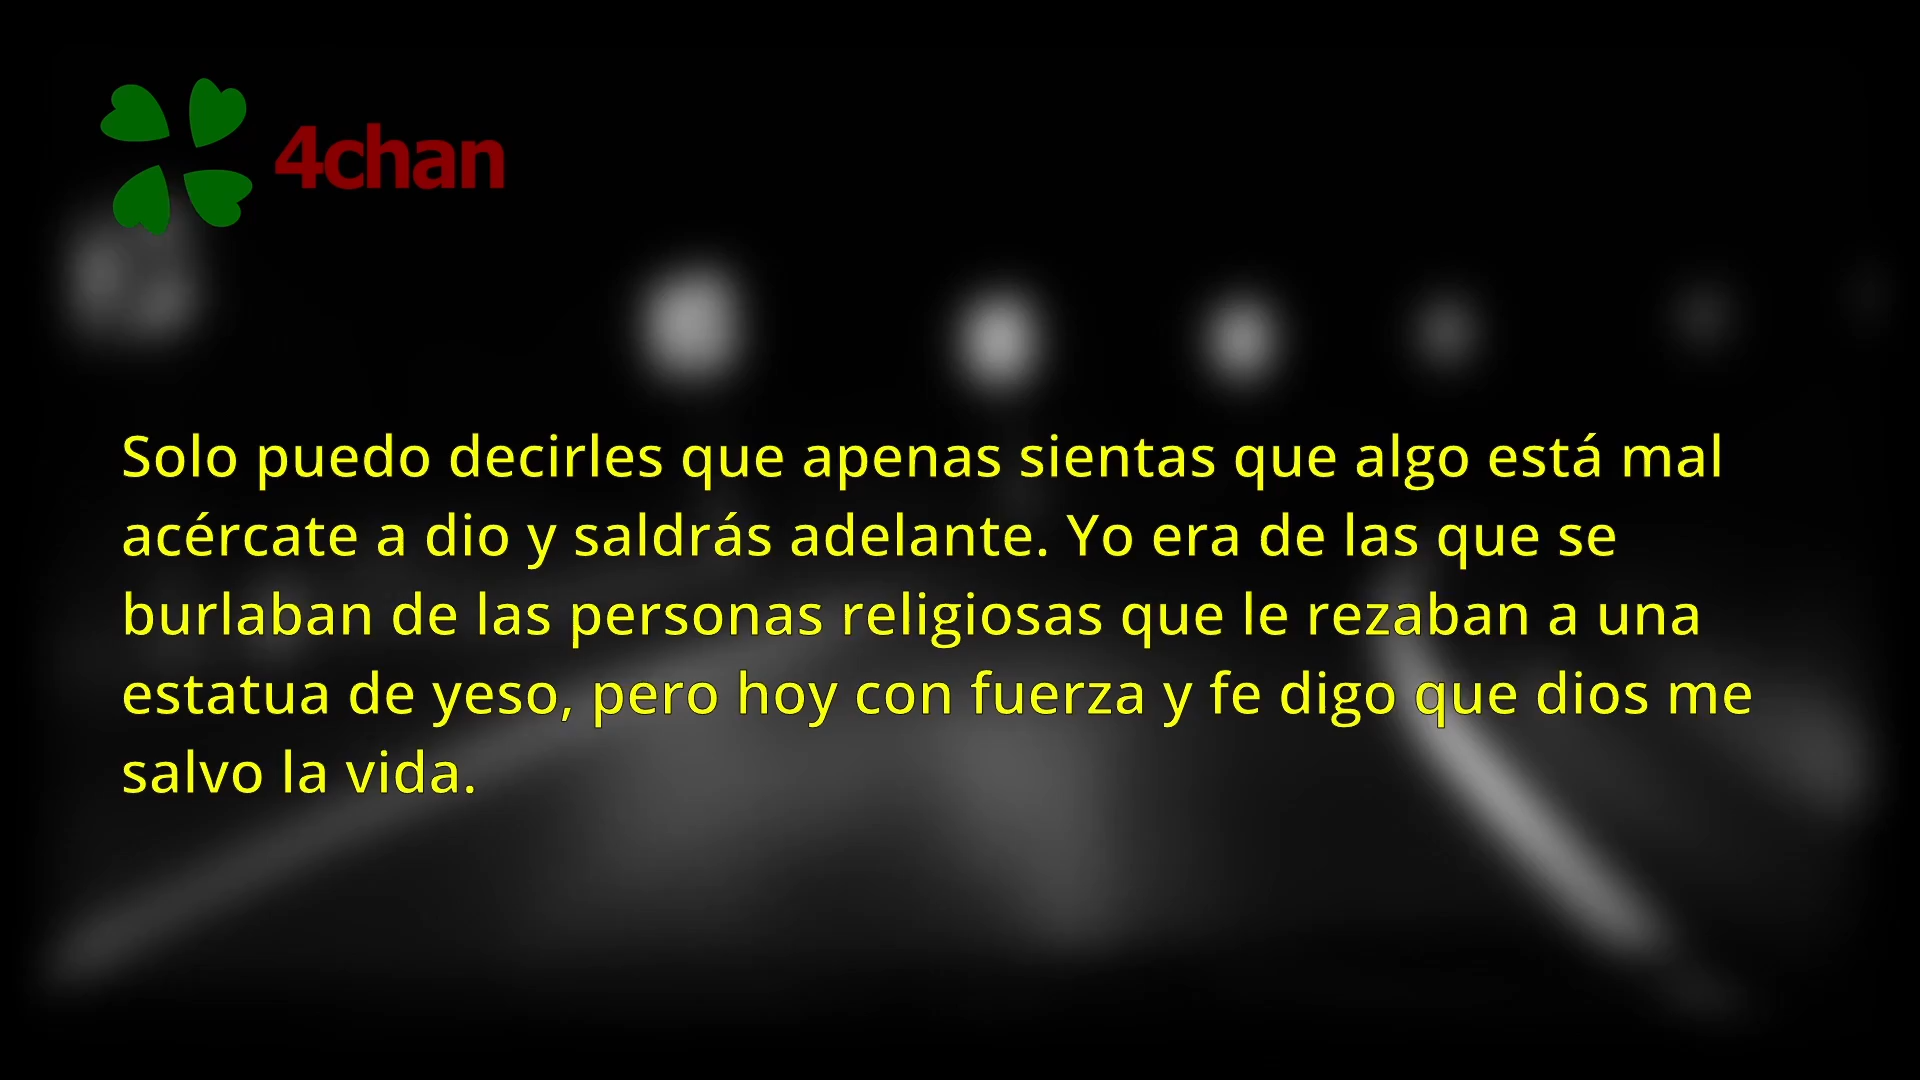 4chan
Solo puedo decirles que apenas sientas que algo está mal
acércate a dio y saldrás adelante. Yo era de las que se
burlaban de las personas religiosas que le rezaban a una
estatua de yeso, pero hoy con fuerza y fe digo que dios me
salvo la vida.